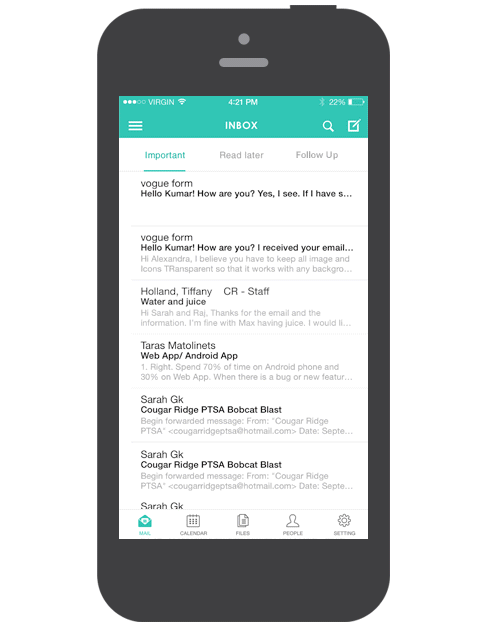 VIRGIN 4:21 PM 22%
INBOX
Important Read later Follow Up
vogue form
Hello Kumar! How are you? Yes, I see. If I have s...
vogue form
Hello Kumar! How are you? I received your email...
Hi Alexandra, I believe you have to keep all image and
Icons TRansparent so that it works with any backgro...
Holland, Tiffany CR - Staff
Water and juice
Hi Sarah and Raj, Thanks for the email and the
information. I'm fine with Max having juice. I would li...
Taras Matolinets
Web App/ Android App
1. Right. Spend 70% of time on Android phone and
30% on Web App. When there is a bug or new featur...
Sarah Gk
Cougar Ridge PTSA Bobcat Blast
Begin forwarded message: From: "Cougar Ridge
PTSA" <cougarridgeptsa@hotmail.com> Date: Septe...
Sarah Gk
Cougar Ridge PTSA Bobcat Blast
Begin forwarded message: From: "Cougar Ridge
PTSA" <cougarridgeptsa@hotmail.com> Date: Septe...
Sarah Gk
MAIL CALENDAR FILES PEOPLE SETTING